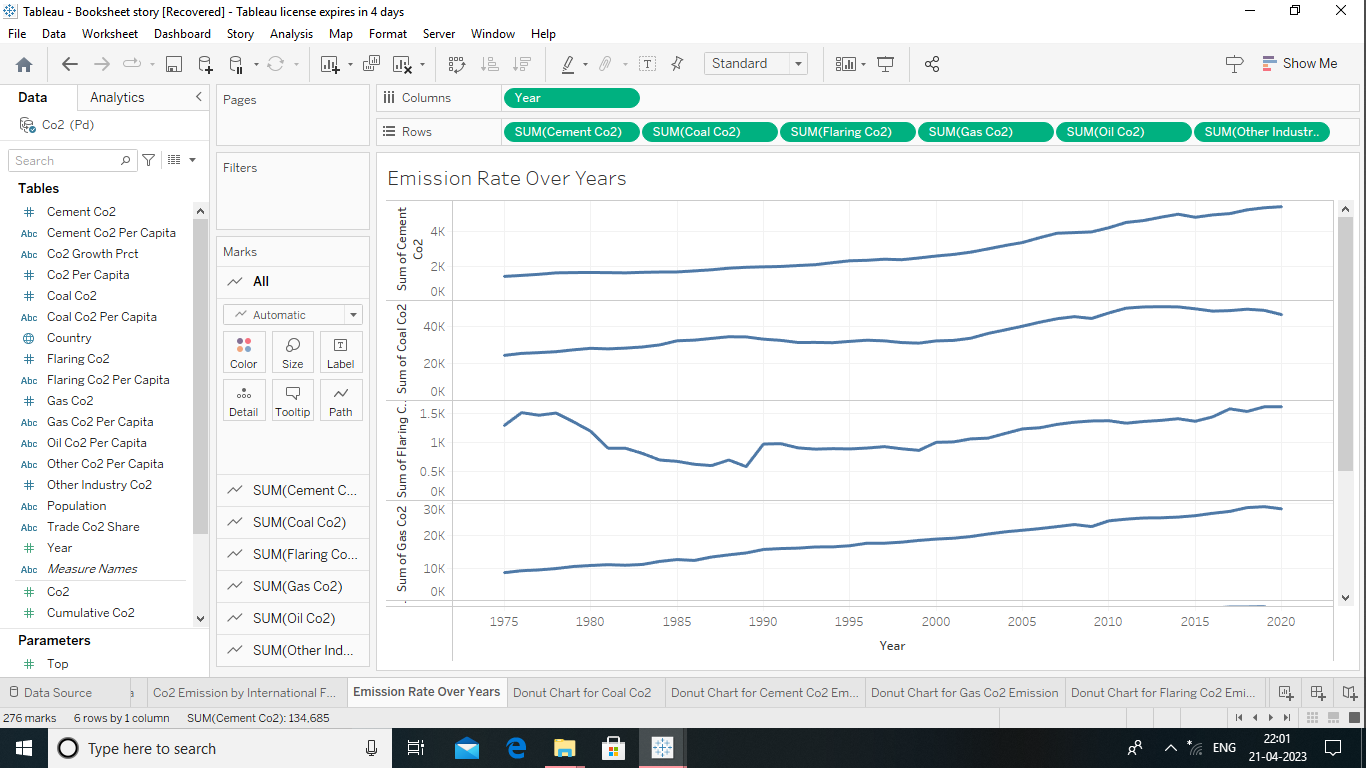 Tableau - Booksheet story [Recovered] - Tableau license expires in 4 days
File Data Worksheet Dashboard Story Analysis Map Format Server Window Help
Standard
Show Me
Data Analytics
Co2 (Pd)
Search
Tables
# Cement Co2
Abc Cement Co2 Per Capita
Abc Co2 Growth Prct
# Co2 Per Capita
# Coal Co2
Abc Coal Co2 Per Capita
Country
# Flaring Co2
Abc Flaring Co2 Per Capita
# Gas Co2
Abc Gas Co2 Per Capita
Abc Oil Co2 Per Capita
Abc Other Co2 Per Capita
# Other Industry Co2
Abc Population
Abc Trade Co2 Share
# Year
Abc Measure Names
# Co2
# Cumulative Co2
Parameters
# Top
Pages
Filters
Marks
All
Automatic
Color Size Label
Detail Tooltip Path
SUM(Cement C...
SUM(Coal Co2)
SUM(Flaring Co...
SUM(Gas Co2)
SUM(Oil Co2)
SUM(Other Ind...
Columns Year
Rows SUM(Cement Co2) SUM(Coal Co2) SUM(Flaring Co2) SUM(Gas Co2) SUM(Oil Co2) SUM(Other Industr..
Emission Rate Over Years
Sum of Cement
Co2
4K
2K
0K
Sum of Coal Co2
40K
20K
0K
Sum of Flaring C..
1.5K
1K
0.5K
0K
Sum of Gas Co2
30K
20K
10K
0K
1975 1980 1985 1990 1995 2000 2005 2010 2015 2020
Year
Data Source Co2 Emission by International F... Emission Rate Over Years Donut Chart for Coal Co2 Donut Chart for Cement Co2 Em... Donut Chart for Gas Co2 Emission Donut Chart for Flaring Co2 Emi...
276 marks 6 rows by 1 column SUM(Cement Co2): 134,685
Type here to search
ENG
22:01
21-04-2023